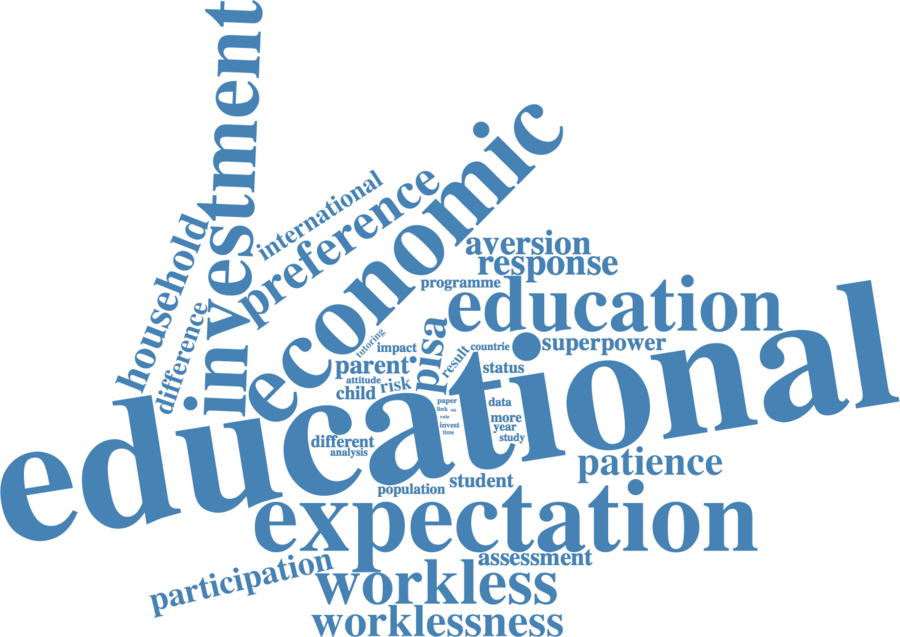 investment
economic
international
preference
household
difference
aversion
response
programme
education
educational
pisa
superpower
tutoring
impact
countrie
result
parent
status
attitude
risk
child
paper
data
link
old
more
invest
year
time
study
different
analysis
patience
student
population
expectation
assessment
participation
workless
worklessness